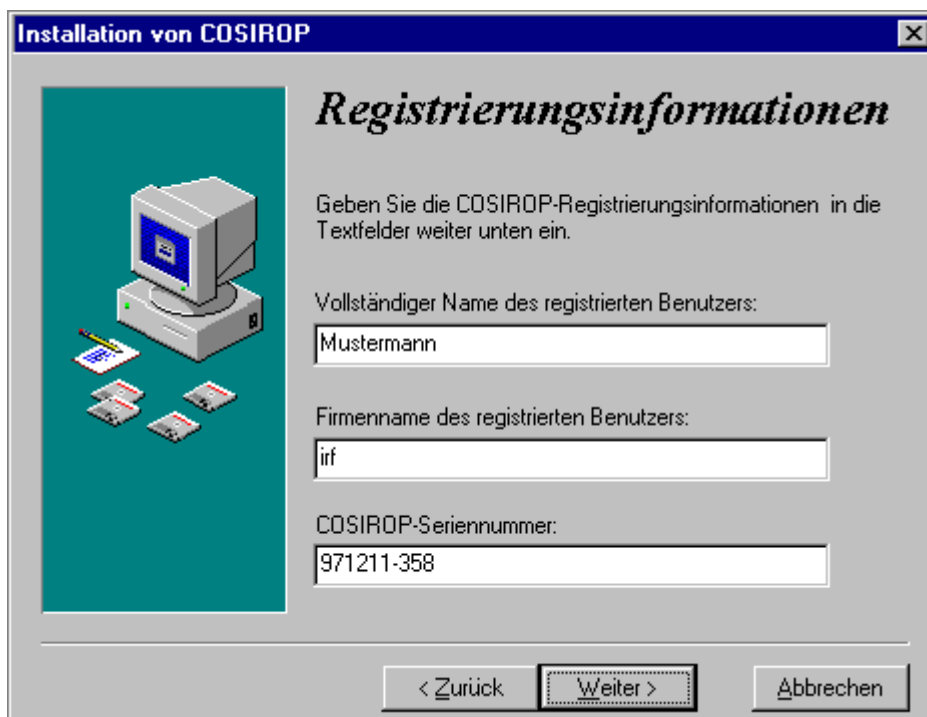 Installation von COSIROP
Registrierungsinformationen
Geben Sie die COSIROP-Registrierungsinformationen in die
Textfelder weiter unten ein.
Vollständiger Name des registrierten Benutzers:
Mustermann
Firmenname des registrierten Benutzers:
irf
COSIROP-Seriennummer:
971211-358
< Zurück
Weiter >
Abbrechen